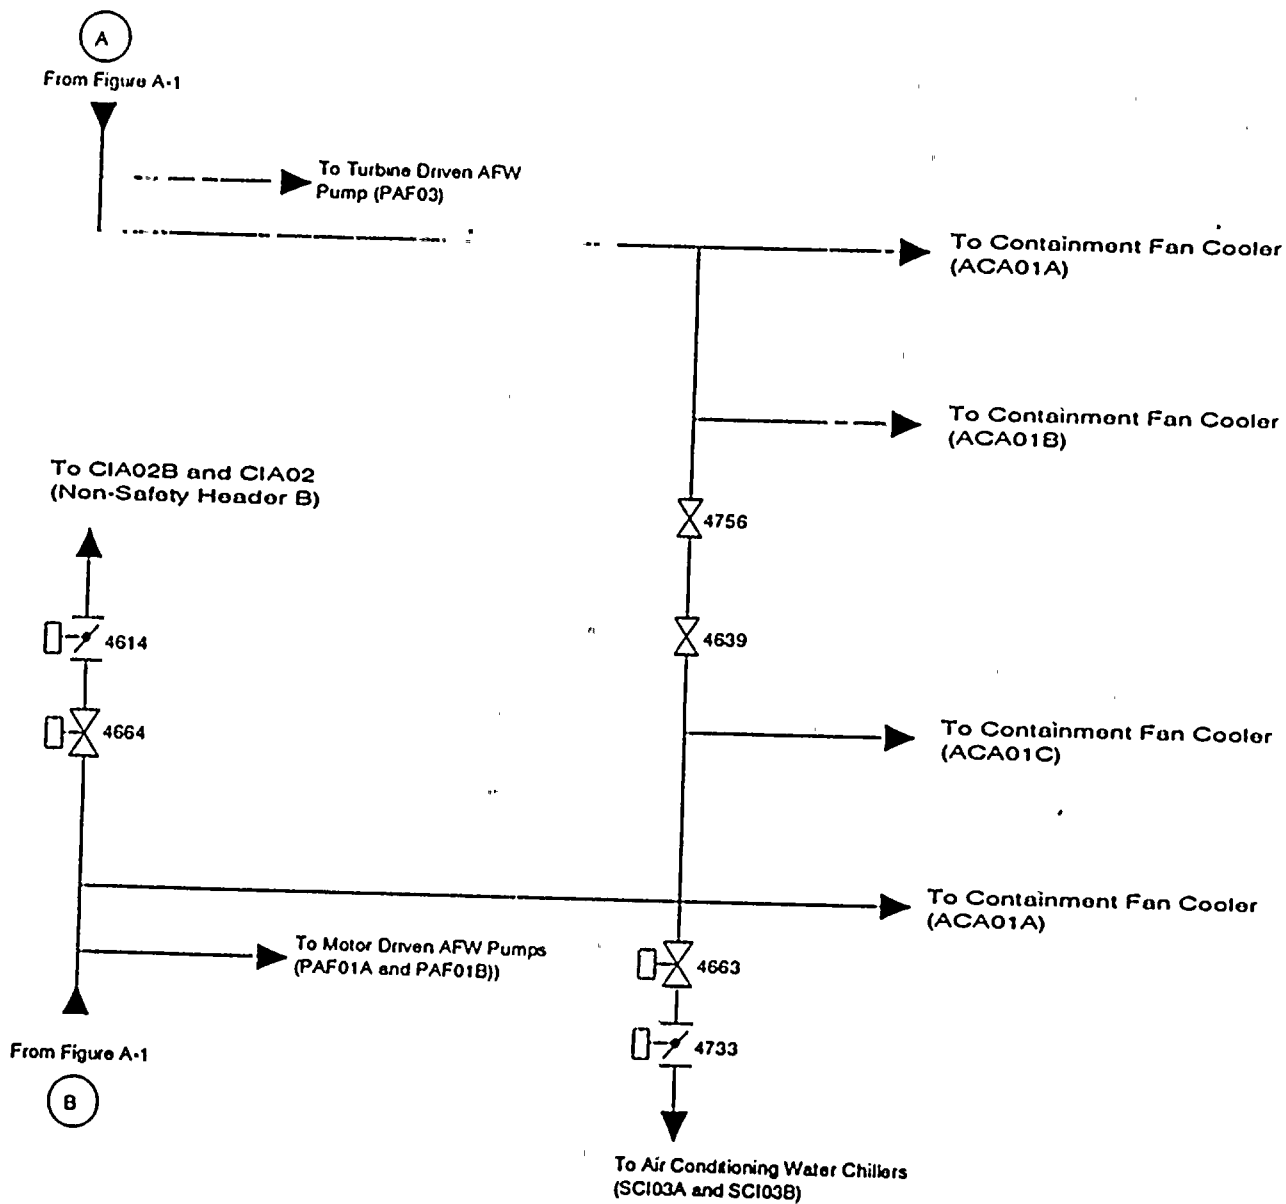 A
From Figure A-1
To Turbine Driven AFW
Pump (PAF03)
To Containment Fan Cooler
(ACA01A)
To Containment Fan Cooler
(ACA01B)
To CIA02B and CIA02
(Non-Safety Header B)
4756
4614
4639
4664
To Containment Fan Cooler
(ACA01C)
To Containment Fan Cooler
(ACA01A)
To Motor Driven AFW Pumps
(PAF01A and PAF01B))
4663
From Figure A-1
4733
B
To Air Conditioning Water Chillers
(SCI03A and SCI03B)